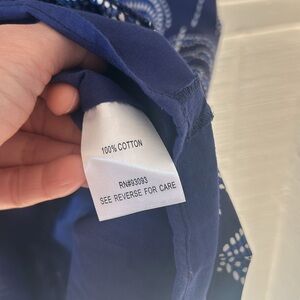 100% COTTON
RN#93093
SEE REVERSE FOR CARE